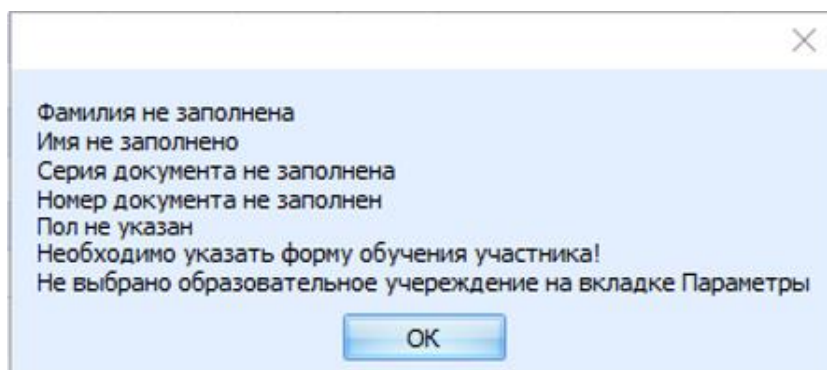 Фамилия не заполнена
Имя не заполнено
Серия документа не заполнена
Номер документа не заполнен
Пол не указан
Необходимо указать форму обучения участника!
Не выбрано образовательное учереждение на вкладке Параметры
ОК